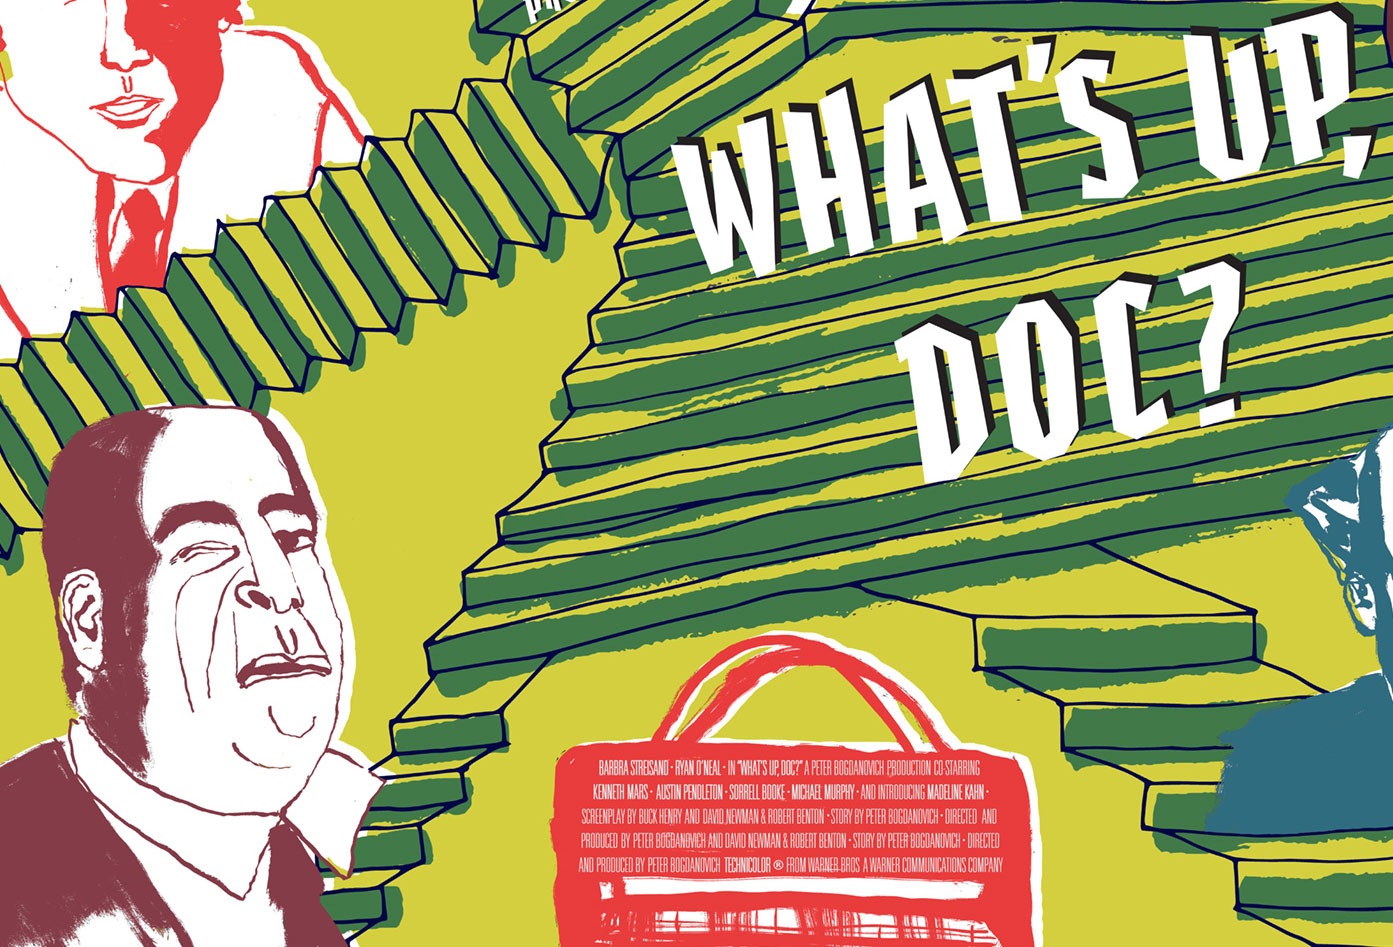 WHAT'S UP,
DOC?
BARBRA STREISAND · RYAN O'NEAL · IN "WHAT'S UP, DOC?" A PETER BOGDANOVICH PRODUCTION CO-STARRING
KENNETH MARS · AUSTIN PENDLETON · SORRELL BOOKE · MICHAEL MURPHY · AND INTRODUCING MADELINE KAHN ·
SCREENPLAY BY BUCK HENRY AND DAVID NEWMAN & ROBERT BENTON · STORY BY PETER BOGDANOVICH · DIRECTED AND
PRODUCED BY PETER BOGDANOVICH AND DAVID NEWMAN & ROBERT BENTON · STORY BY PETER BOGDANOVICH · DIRECTED
AND PRODUCED BY PETER BOGDANOVICH TECHNICOLOR ® FROM WARNER BROS. A WARNER COMMUNICATIONS COMPANY